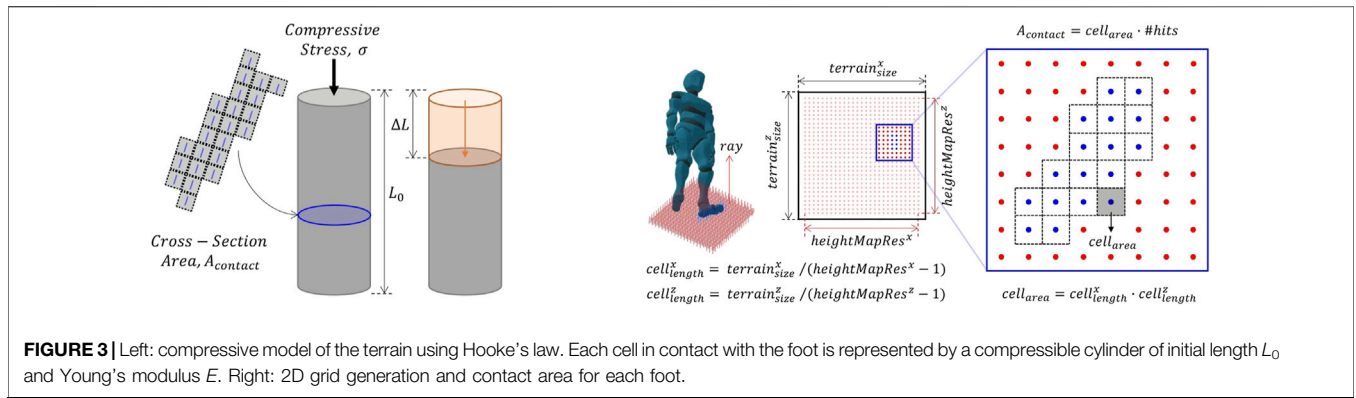 Compressive
Stress, σ
ΔL
L₀
Cross − Section
Area, A_contact
ray
terrain^x_size
terrain^z_size
heightMapRes^z
heightMapRes^x
cell^x_length = terrain^x_size /(heightMapRes^x − 1)
cell^z_length = terrain^z_size /(heightMapRes^z − 1)
A_contact = cell_area · #hits
cell_area
cell_area = cell^x_length · cell^z_length
FIGURE 3 | Left: compressive model of the terrain using Hooke’s law. Each cell in contact with the foot is represented by a compressible cylinder of initial length L₀
and Young’s modulus E. Right: 2D grid generation and contact area for each foot.